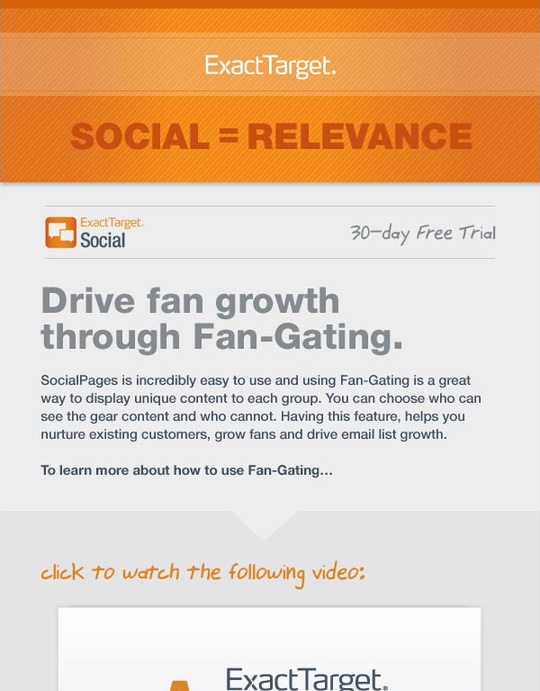 ExactTarget.
SOCIAL = RELEVANCE
ExactTarget.
Social
30-day Free Trial
Drive fan growth
through Fan-Gating.
SocialPages is incredibly easy to use and using Fan-Gating is a great
way to display unique content to each group. You can choose who can
see the gear content and who cannot. Having this feature, helps you
nurture existing customers, grow fans and drive email list growth.
To learn more about how to use Fan-Gating...
click to watch the following video:
ExactTarget.